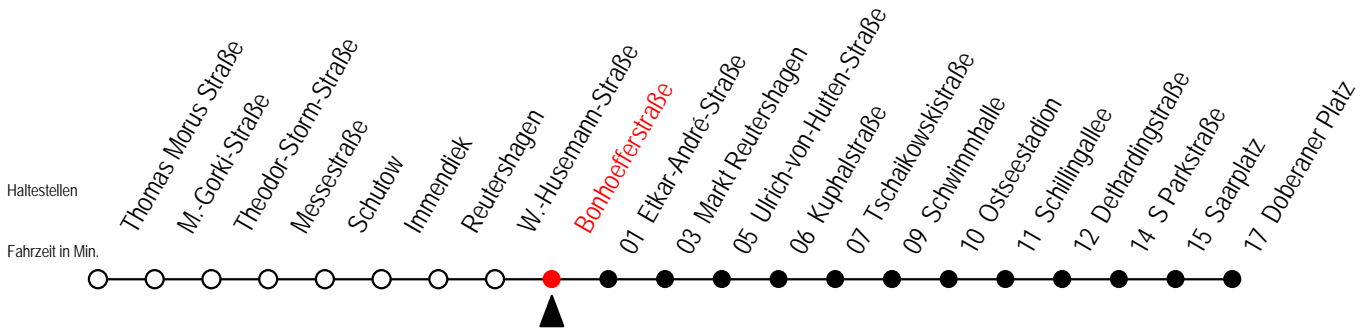 Haltestellen
Fahrzeit in Min.
Thomas Morus Straße
M.-Gorki-Straße
Theodor-Storm-Straße
Messestraße
Schutow
Immendiek
Reutershagen
W.-Husemann-Straße
Bonhoefferstraße
01 Etkar-André-Straße
03 Markt Reutershagen
05 Ulrich-von-Hutten-Straße
06 Kuphalstraße
07 Tschaikowskistraße
09 Schwimmhalle
10 Ostseestadion
11 Schillingallee
12 Dethardingstraße
14 S Parkstraße
15 Saarplatz
17 Doberaner Platz